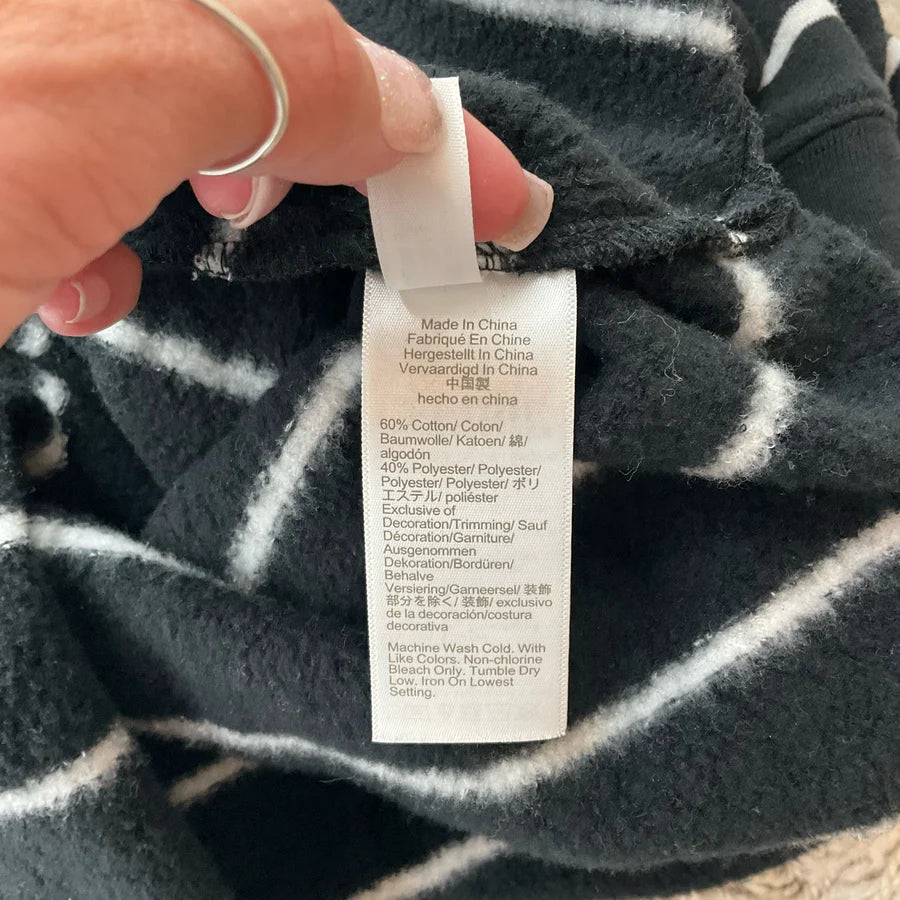 Made In China
Fabriqué En Chine
Hergestellt In China
Vervaardigd In China
中国製
hecho en china
60% Cotton/ Coton/
Baumwolle/ Katoen/ 綿/
algodón
40% Polyester/ Polyester/
Polyester/ Polyester/ ポリ
エステル/ poliéster
Exclusive of
Decoration/Trimming/ Sauf
Décoration/Garniture/
Ausgenommen
Dekoration/Bordüren/
Behalve
Versiering/Garneersel/ 装飾
部分を除く/ 装飾/ exclusivo
de la decoración/costura
decorativa
Machine Wash Cold. With
Like Colors. Non-chlorine
Bleach Only. Tumble Dry
Low. Iron On Lowest
Setting.